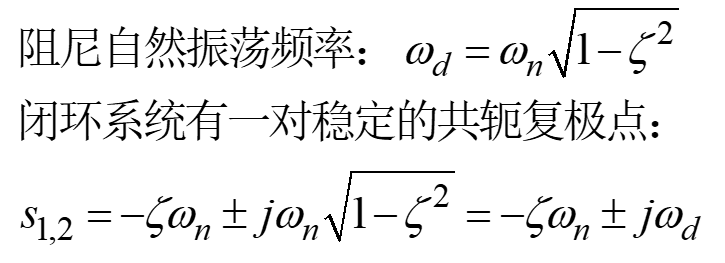 阻尼自然振荡频率： ω_d = ω_n√(1−ζ²)
闭环系统有一对稳定的共轭复极点：
s_{1,2} = −ζω_n ± jω_n√(1−ζ²) = −ζω_n ± jω_d